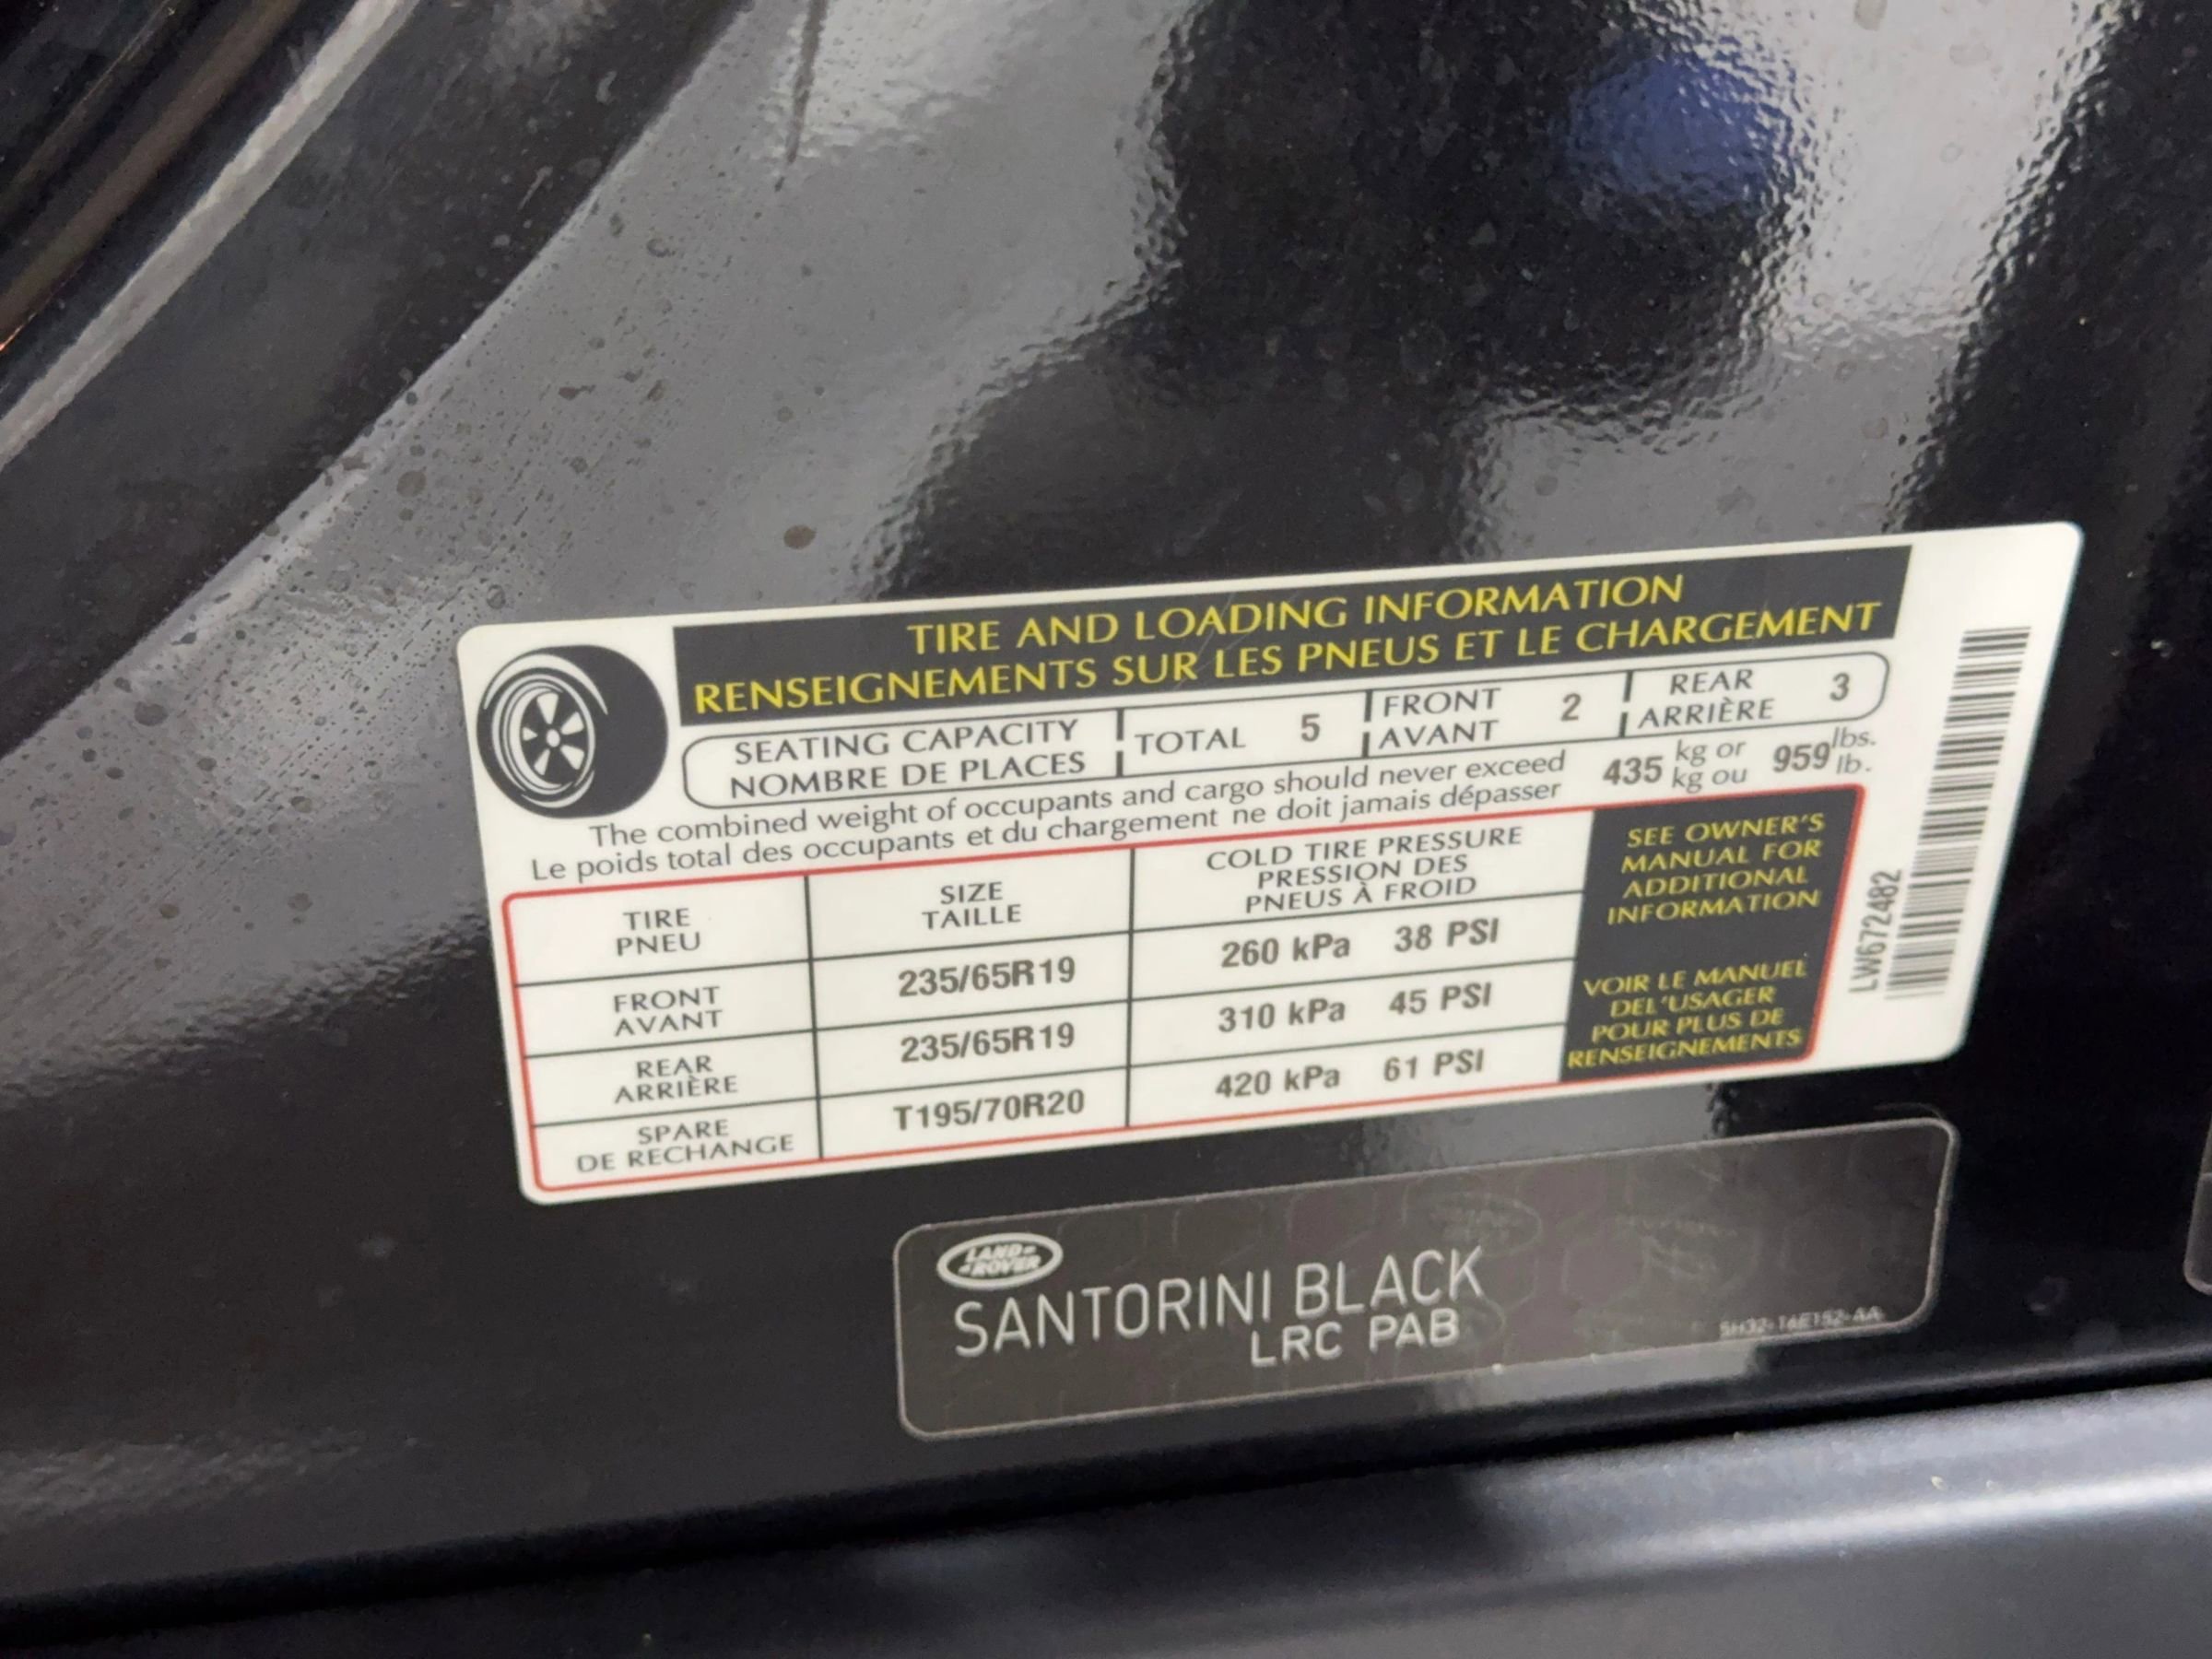 TIRE AND LOADING INFORMATION
RENSEIGNEMENTS SUR LES PNEUS ET LE CHARGEMENT
SEATING CAPACITY
NOMBRE DE PLACES
TOTAL 5
FRONT
AVANT
2
REAR
ARRIÈRE
3
The combined weight of occupants and cargo should never exceed
Le poids total des occupants et du chargement ne doit jamais dépasser
435 kg or 959 lbs.
kg ou lb.
TIRE
PNEU
SIZE
TAILLE
COLD TIRE PRESSURE
PRESSION DES
PNEUS À FROID
FRONT
AVANT
235/65R19
260 kPa 38 PSI
REAR
ARRIÈRE
235/65R19
310 kPa 45 PSI
SPARE
DE RECHANGE
T195/70R20
420 kPa 61 PSI
SEE OWNER'S
MANUAL FOR
ADDITIONAL
INFORMATION
VOIR LE MANUEL
DEL'USAGER
POUR PLUS DE
RENSEIGNEMENTS
LW672482
LAND
ROVER
SANTORINI BLACK
LRC PAB